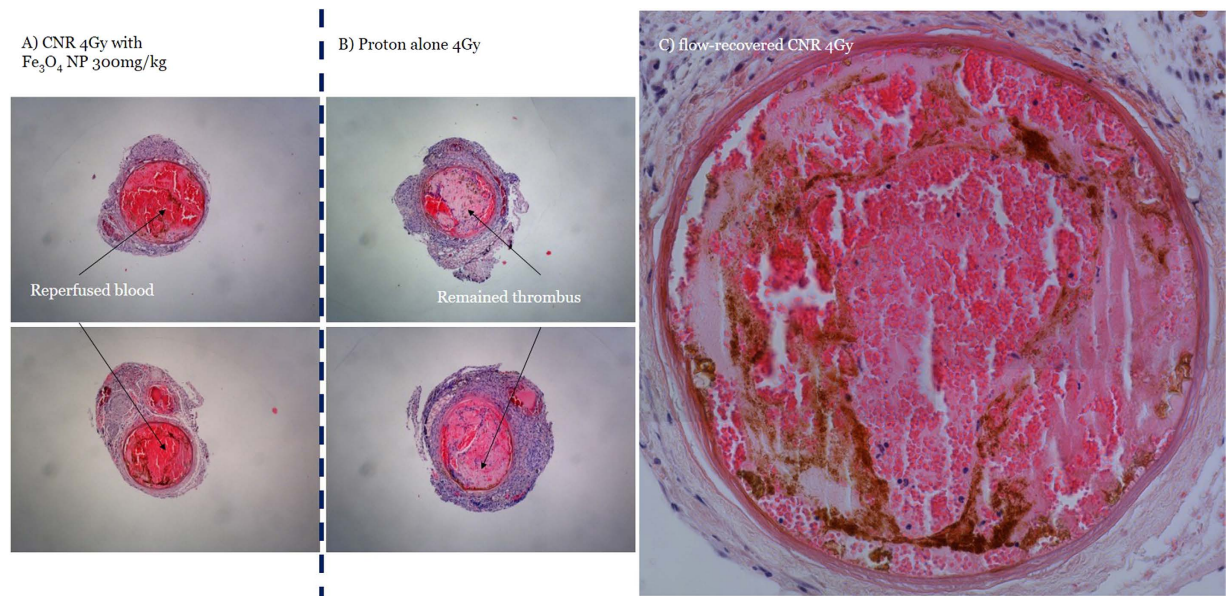 A) CNR 4Gy with
Fe₃O₄ NP 300mg/kg
B) Proton alone 4Gy
C) flow-recovered CNR 4Gy
Reperfused blood
Remained thrombus